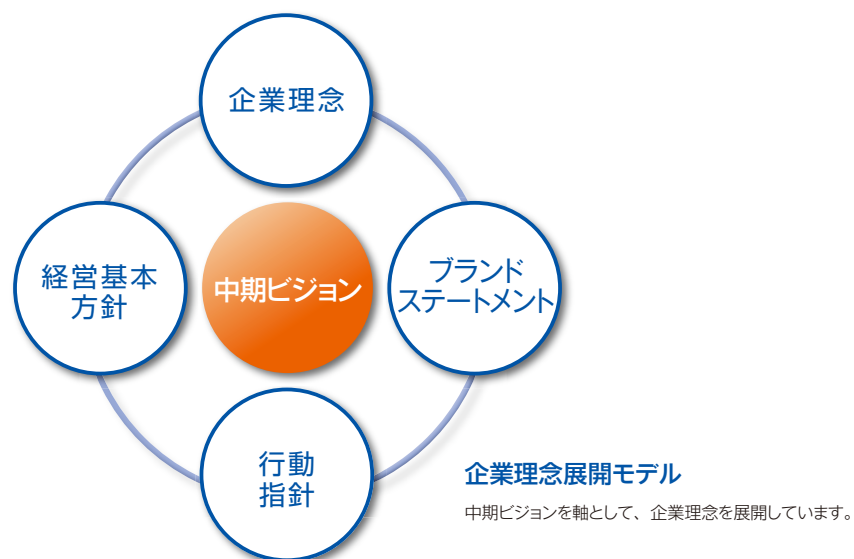 企業理念
経営基本
方針
中期ビジョン
ブランド
ステートメント
行動
指針
企業理念展開モデル
中期ビジョンを軸として、企業理念を展開しています。